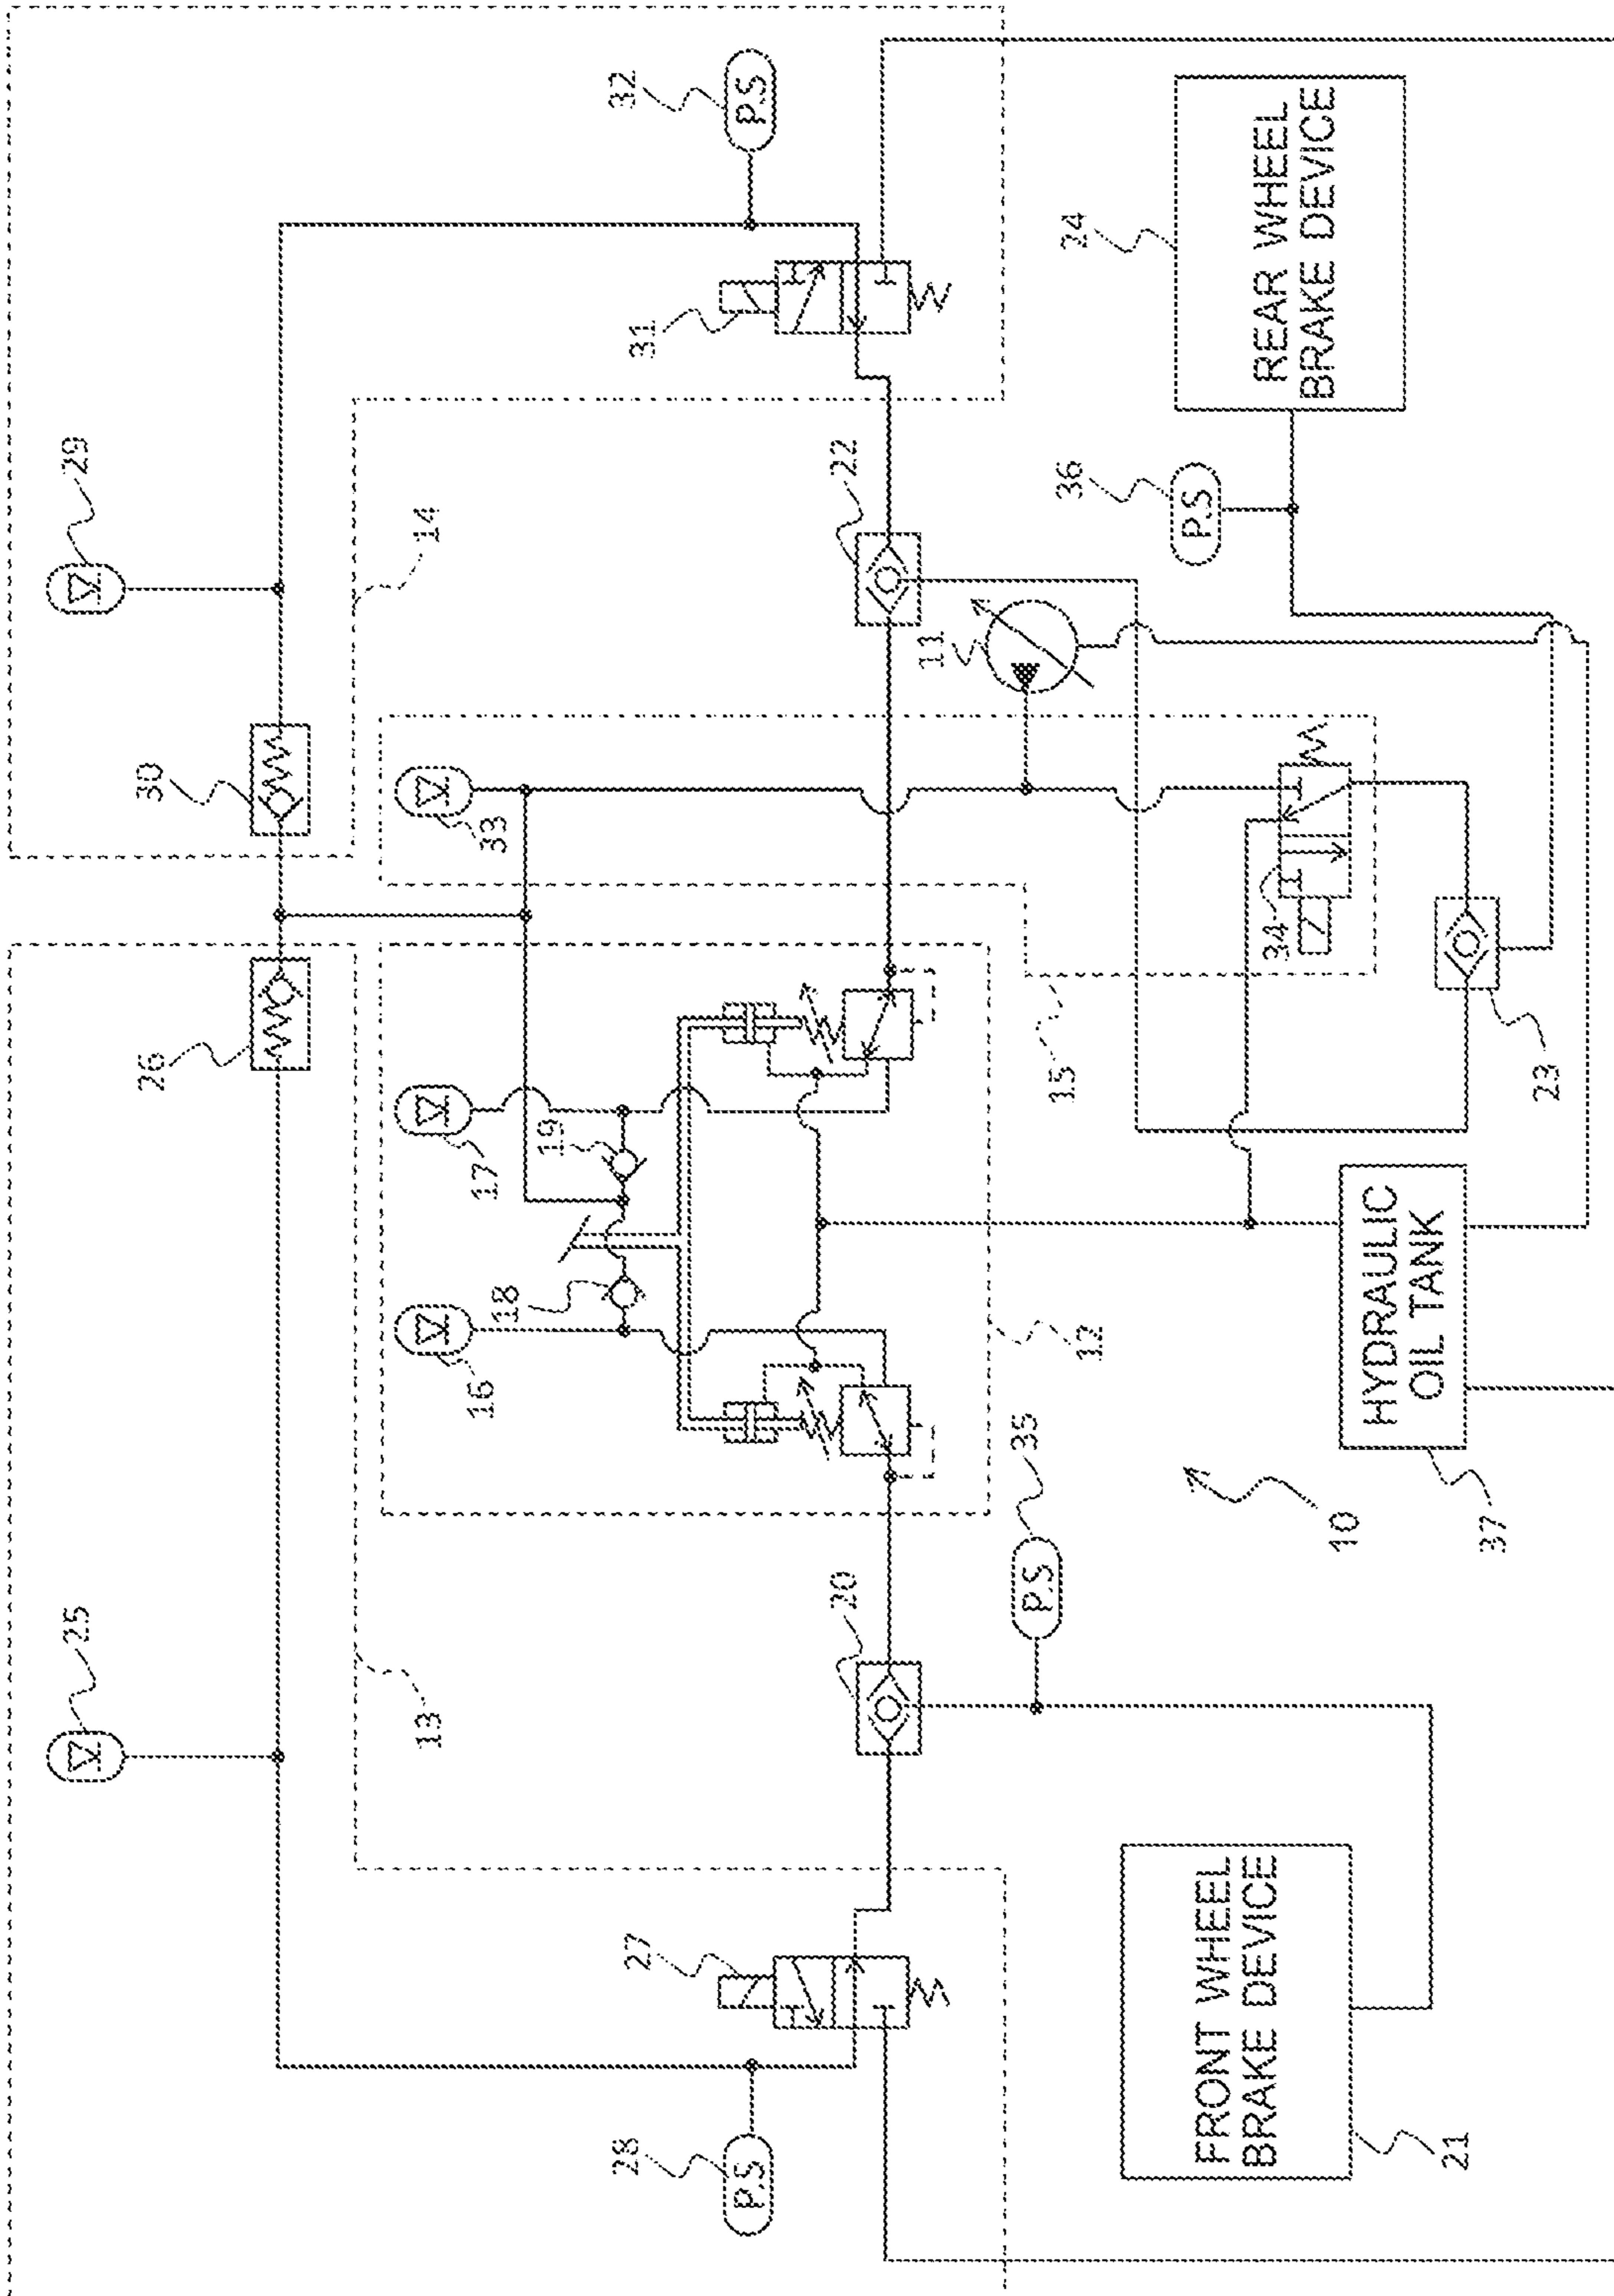 25
29
26
30
13
14
16
17
33
18
19
28
P.S
27
20
22
31
32
P.S
11
12
15
35
P.S
34
36
P.S
24
REAR WHEEL
BRAKE DEVICE
FRONT WHEEL
BRAKE DEVICE
21
10
HYDRAULIC
OIL TANK
37
23